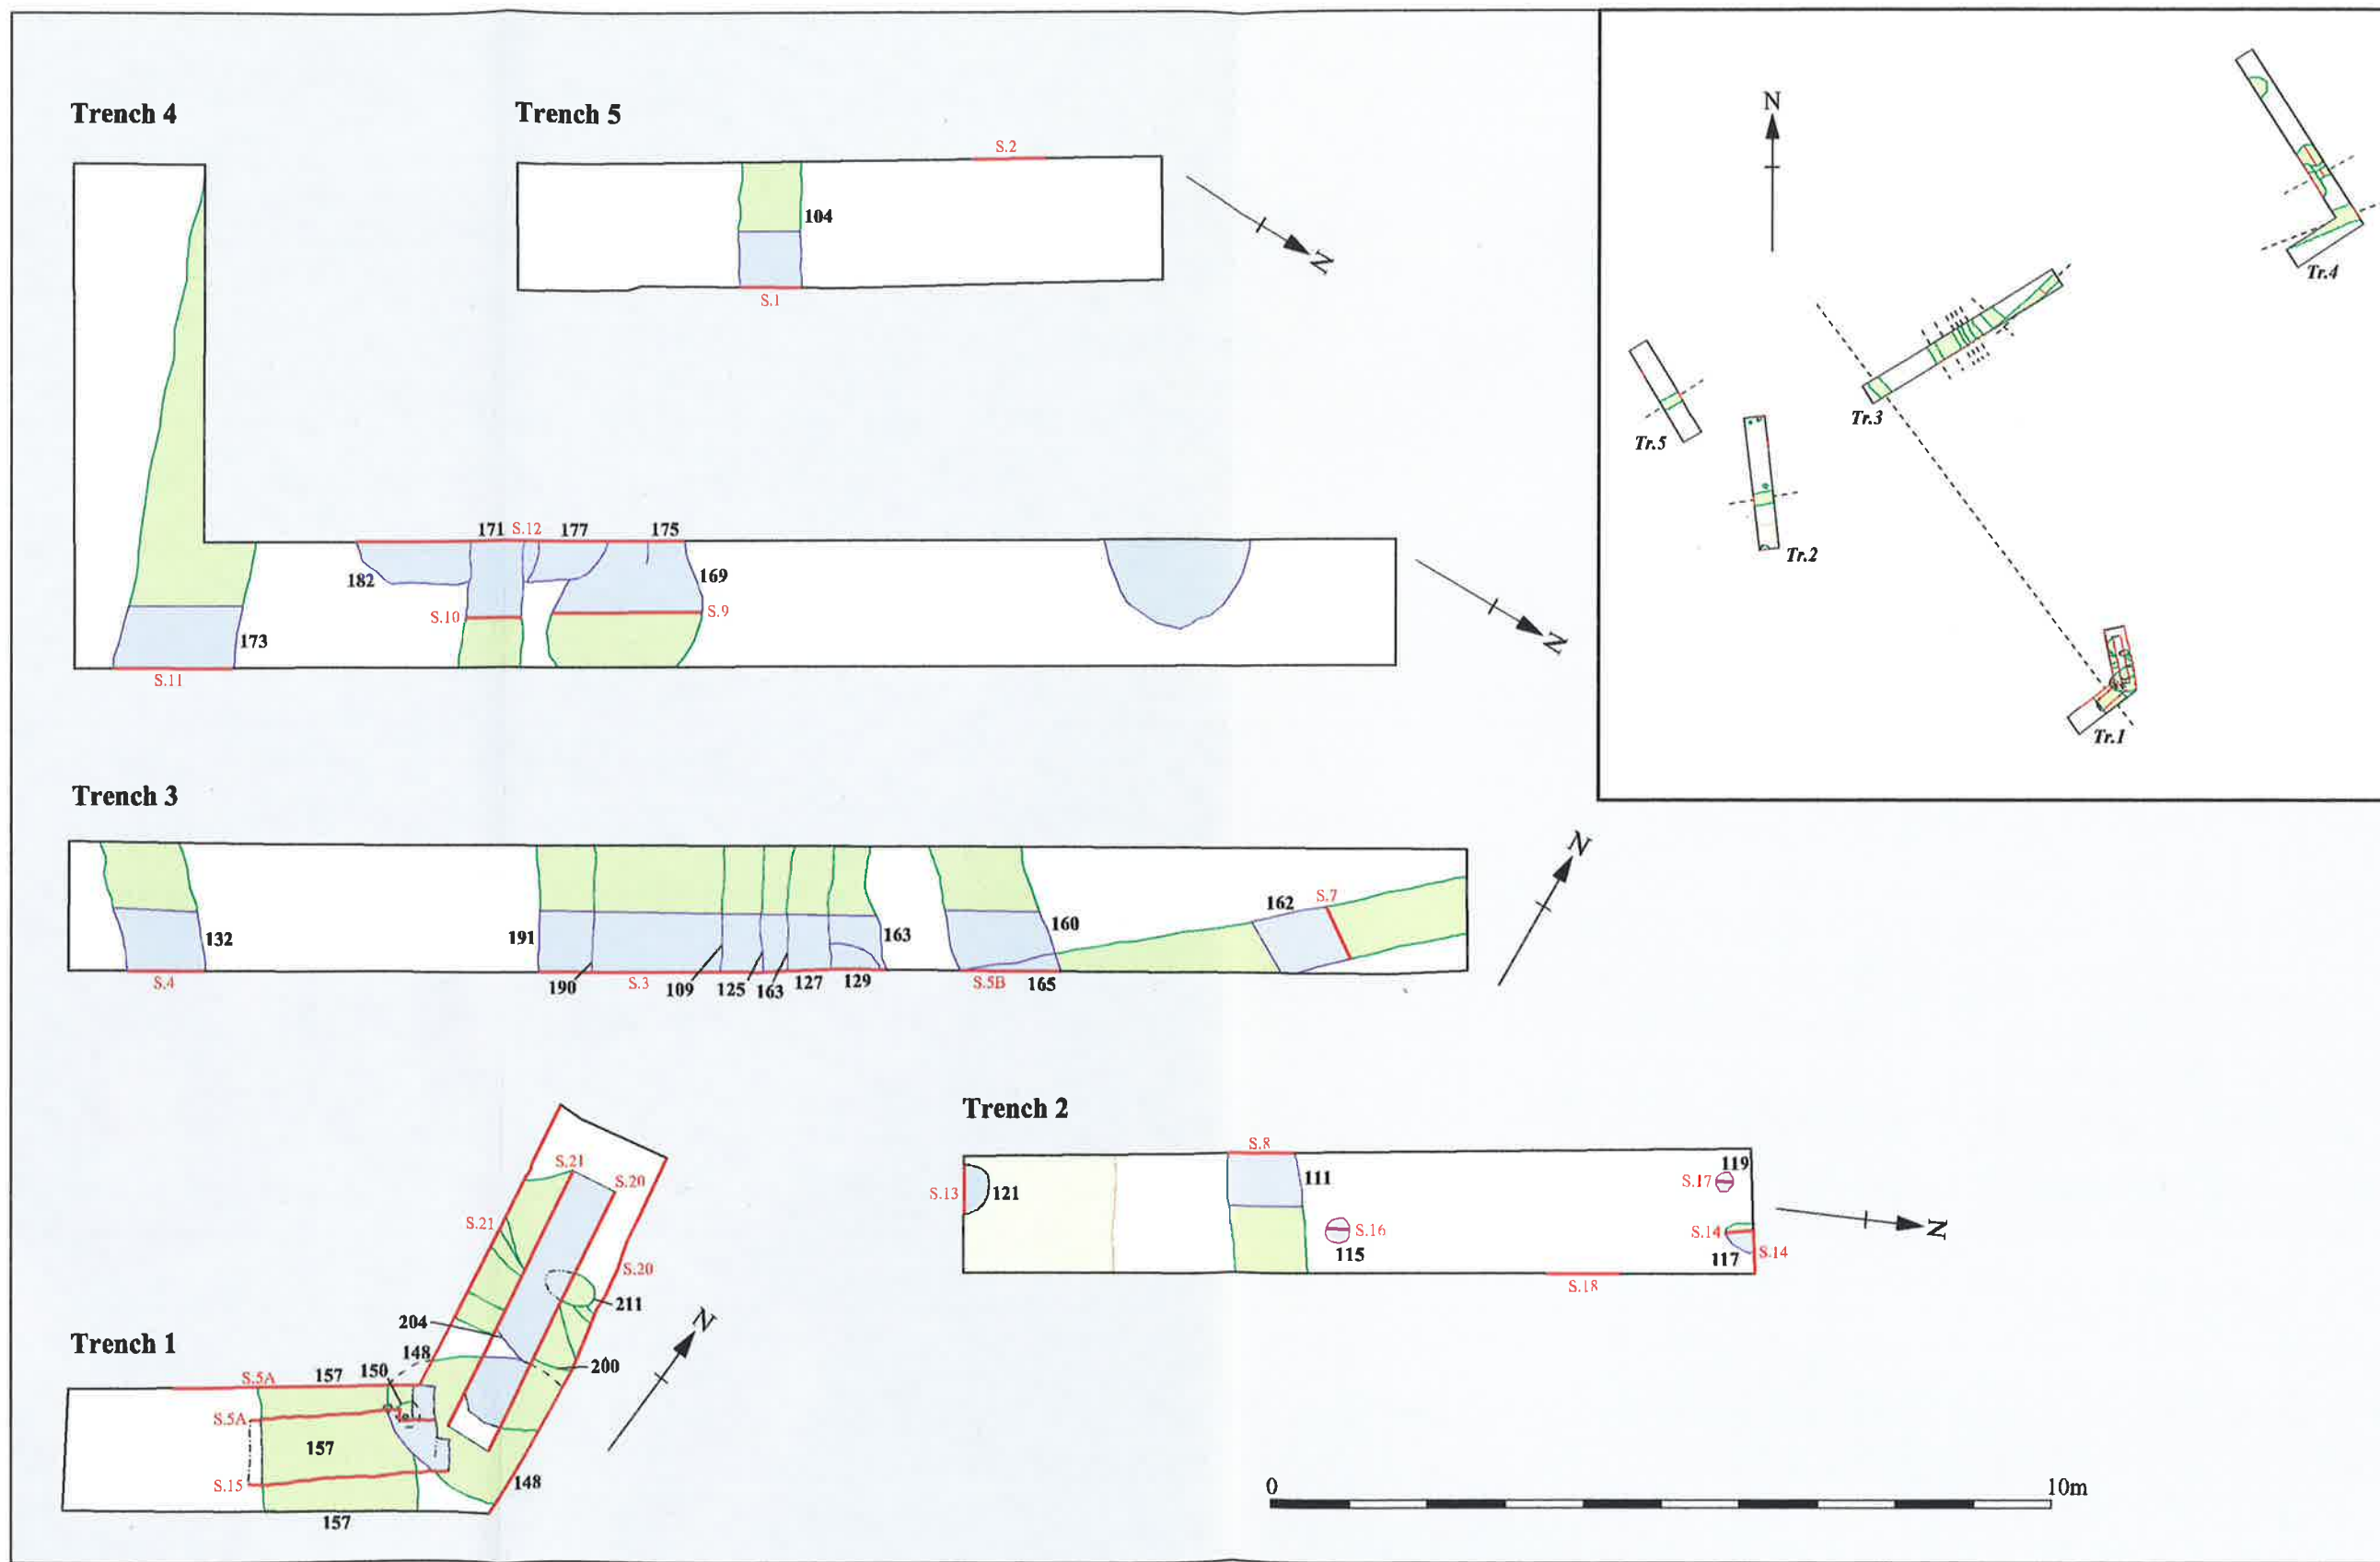 Trench 4
171 S.12 177 175
182
169
S.10
S.9
173
S.11
N
Trench 5
S.2
104
S.1
N
N
Tr.4
Tr.3
Tr.5
Tr.2
Tr.1
Trench 3
132
191
163
160
162
S.7
S.4
190
S.3
109
125
163
127
129
S.5B
165
N
Trench 1
S.21
S.20
S.21
S.20
211
204
200
148
150
157
S.5A
S.5A
157
S.15
148
157
N
Trench 2
S.8
S.13
121
111
S.16
115
119
S.17
S.14
117
S.14
S.18
N
0 10m